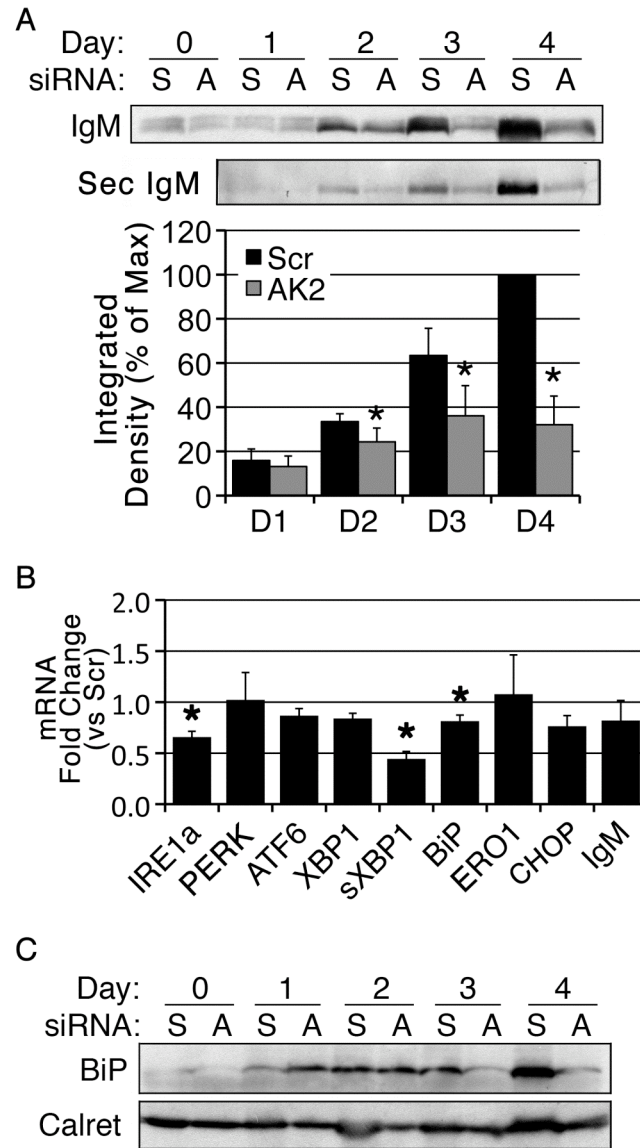 A
Day: 0 1 2 3 4
siRNA: S A S A S A S A S A
IgM
Sec IgM
Integrated
Density (% of Max)
120
100
80
60
40
20
0
Scr
AK2
*
*
*
D1 D2 D3 D4
B
mRNA
Fold Change
(vs Scr)
2.0
1.5
1.0
0.5
0.0
*
*
*
IRE1a PERK ATF6 XBP1 sXBP1 BiP ERO1 CHOP IgM
C
Day: 0 1 2 3 4
siRNA: S A S A S A S A S A
BiP
Calret